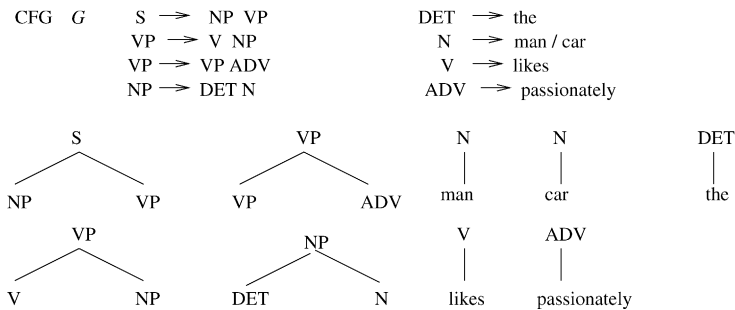 CFG G S → NP VP DET → the
VP → V NP N → man / car
VP → VP ADV V → likes
NP → DET N ADV → passionately
S VP N N DET
NP VP VP ADV man car the
VP NP V ADV
V NP DET N likes passionately